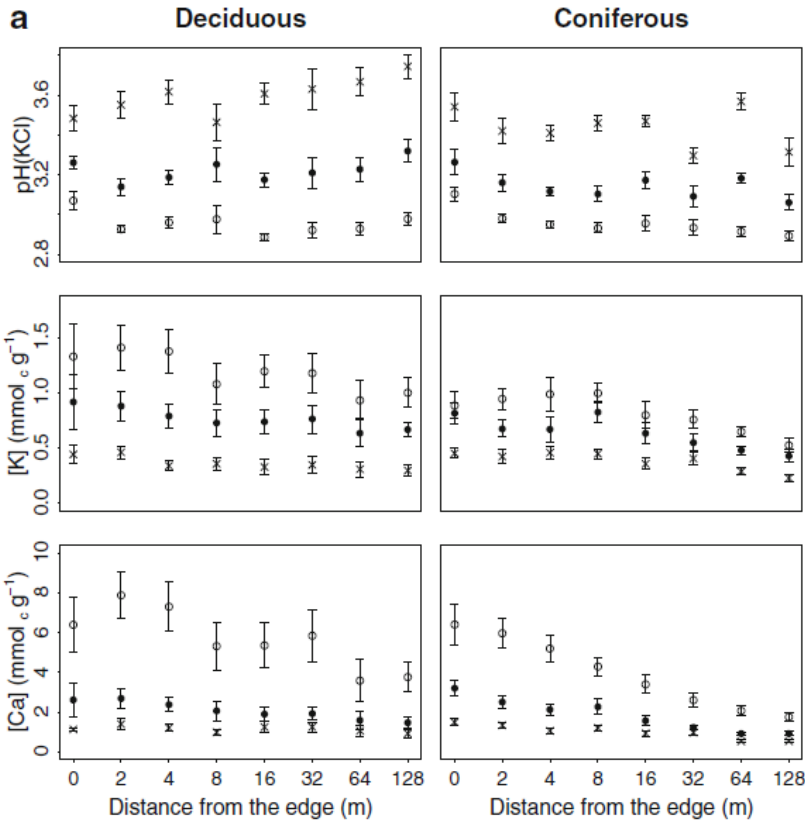 a
Deciduous Coniferous
pH(KCl)
3.6
3.2
2.8
[K] (mmol c g⁻¹)
1.5
1.0
0.5
0.0
[Ca] (mmol c g⁻¹)
10
8
6
4
2
0
0 2 4 8 16 32 64 128 0 2 4 8 16 32 64 128
Distance from the edge (m) Distance from the edge (m)